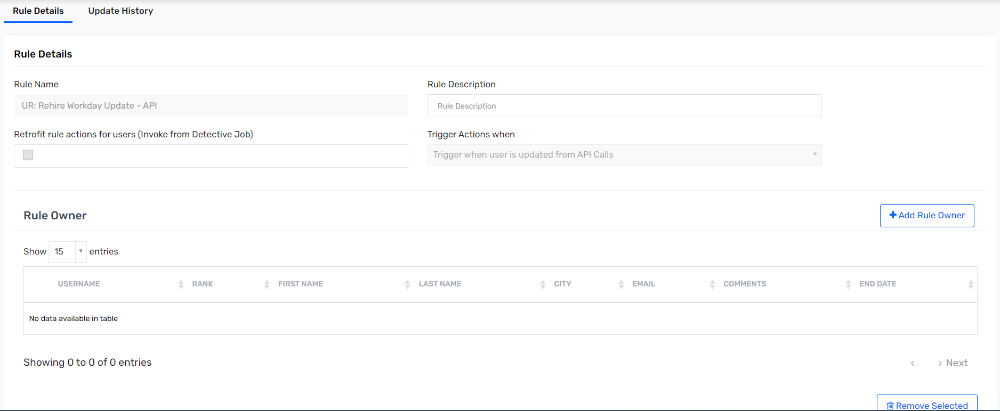 Rule Details Update History
Rule Details
Rule Name Rule Description
UR: Rehire Workday Update - API Rule Description
Retrofit rule actions for users (Invoke from Detective Job) Trigger Actions when
Trigger when user is updated from API Calls
Rule Owner Add Rule Owner
Show 15 entries
USERNAME RANK FIRST NAME LAST NAME CITY EMAIL COMMENTS END DATE
No data available in table
Showing 0 to 0 of 0 entries < > Next
Remove Selected